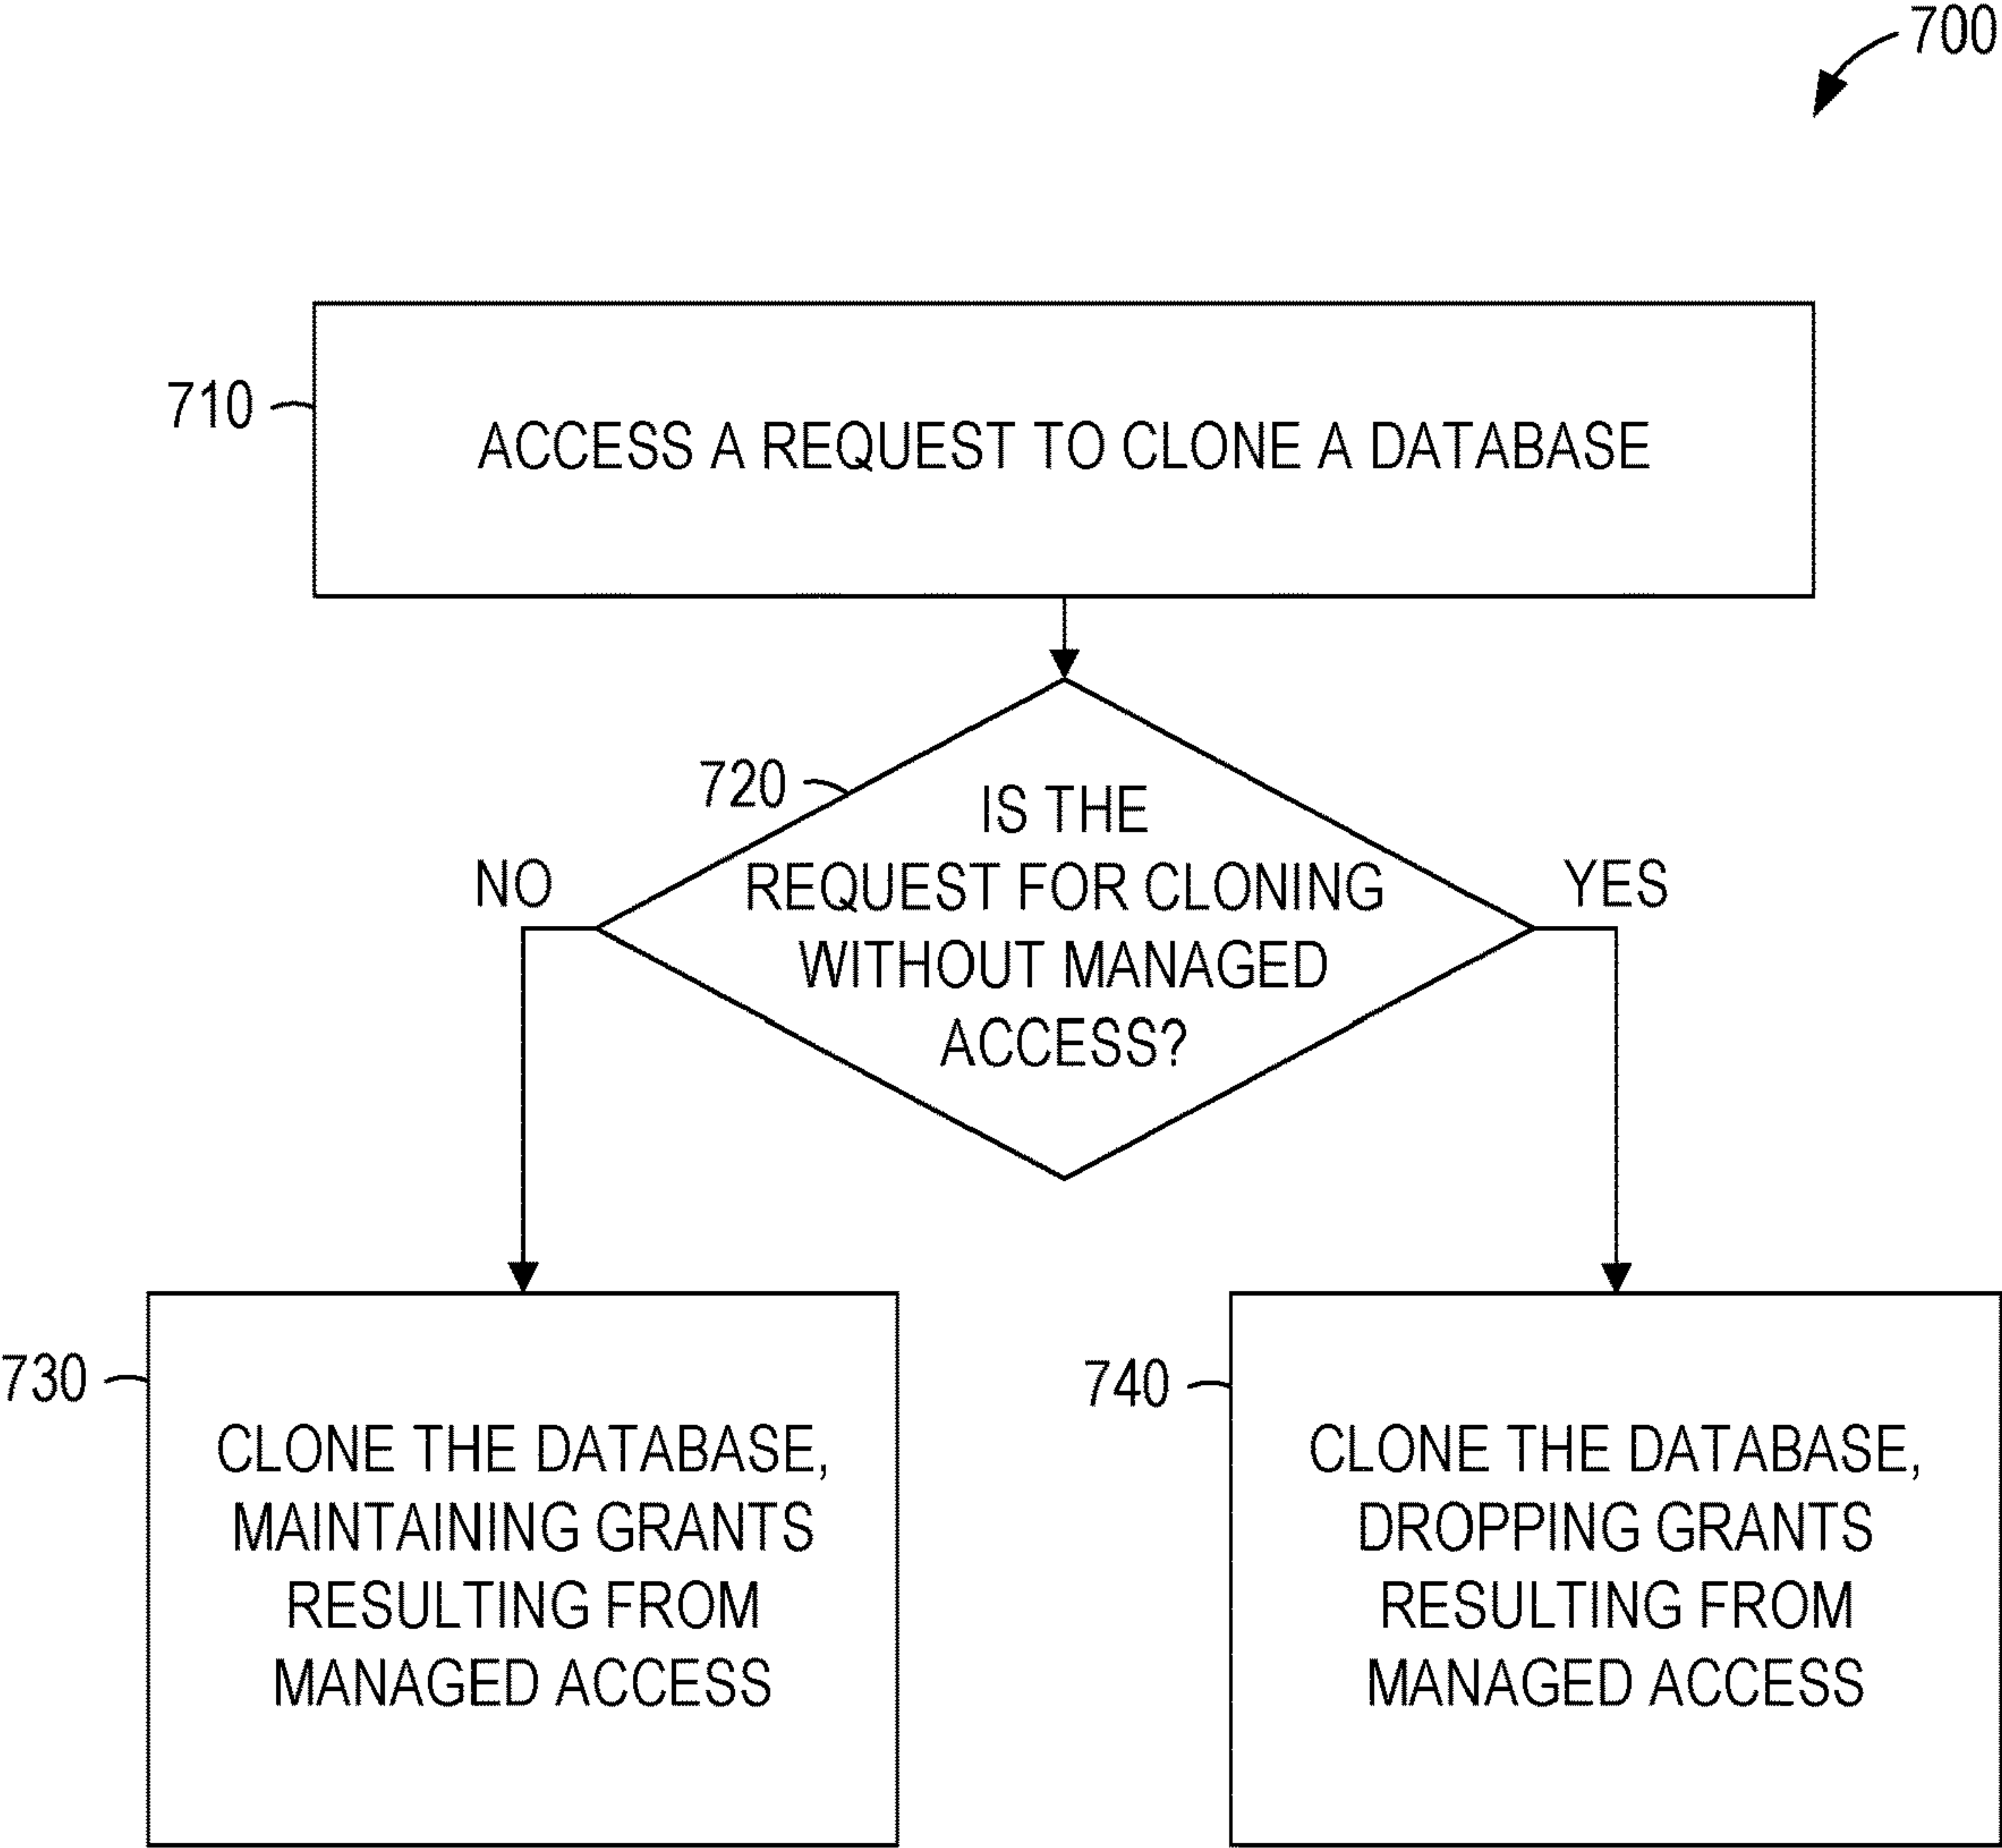 700
710
ACCESS A REQUEST TO CLONE A DATABASE
720
IS THE
REQUEST FOR CLONING
WITHOUT MANAGED
ACCESS?
NO
YES
730
CLONE THE DATABASE,
MAINTAINING GRANTS
RESULTING FROM
MANAGED ACCESS
740
CLONE THE DATABASE,
DROPPING GRANTS
RESULTING FROM
MANAGED ACCESS